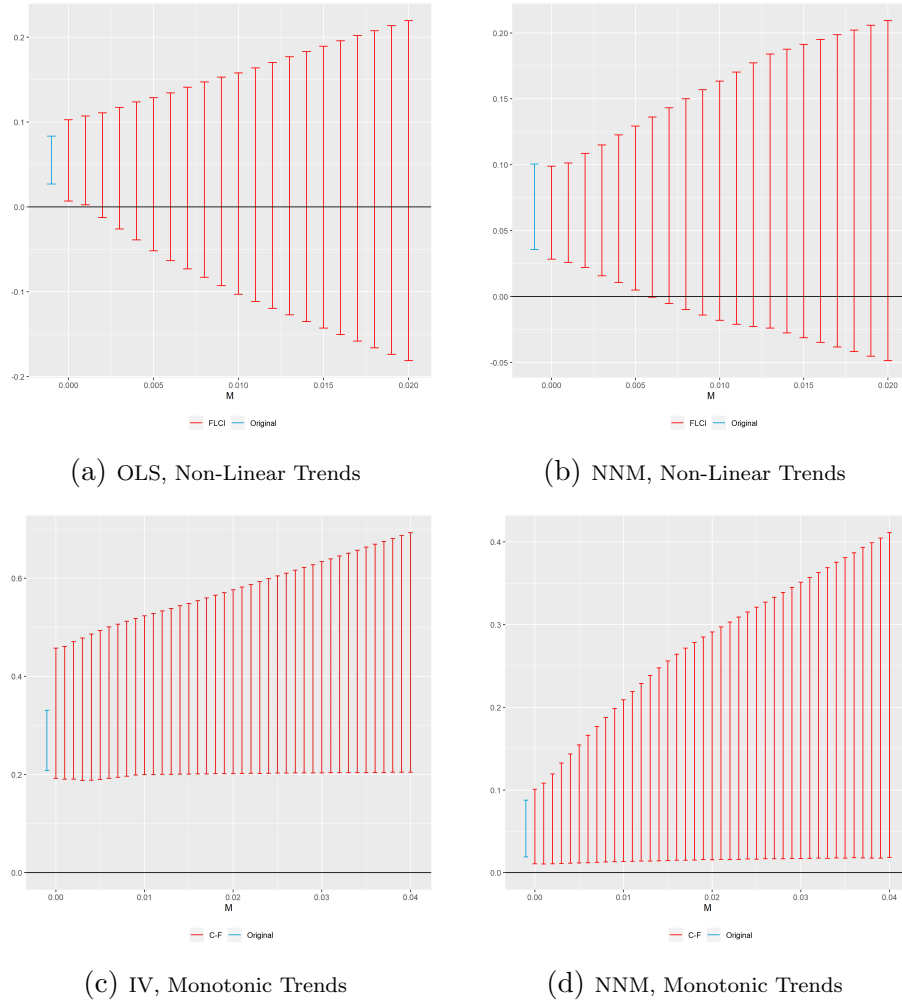 0.2
0.1
0.0
-0.1
-0.2
0.000 0.005 0.010 0.015 0.020
M
FLCI Original
(a) OLS, Non-Linear Trends
0.20
0.15
0.10
0.05
0.00
-0.05
0.000 0.005 0.010 0.015 0.020
M
FLCI Original
(b) NNM, Non-Linear Trends
0.6
0.4
0.2
0.0
0.00 0.01 0.02 0.03 0.04
M
C-F Original
(c) IV, Monotonic Trends
0.4
0.3
0.2
0.1
0.0
0.00 0.01 0.02 0.03 0.04
M
C-F Original
(d) NNM, Monotonic Trends